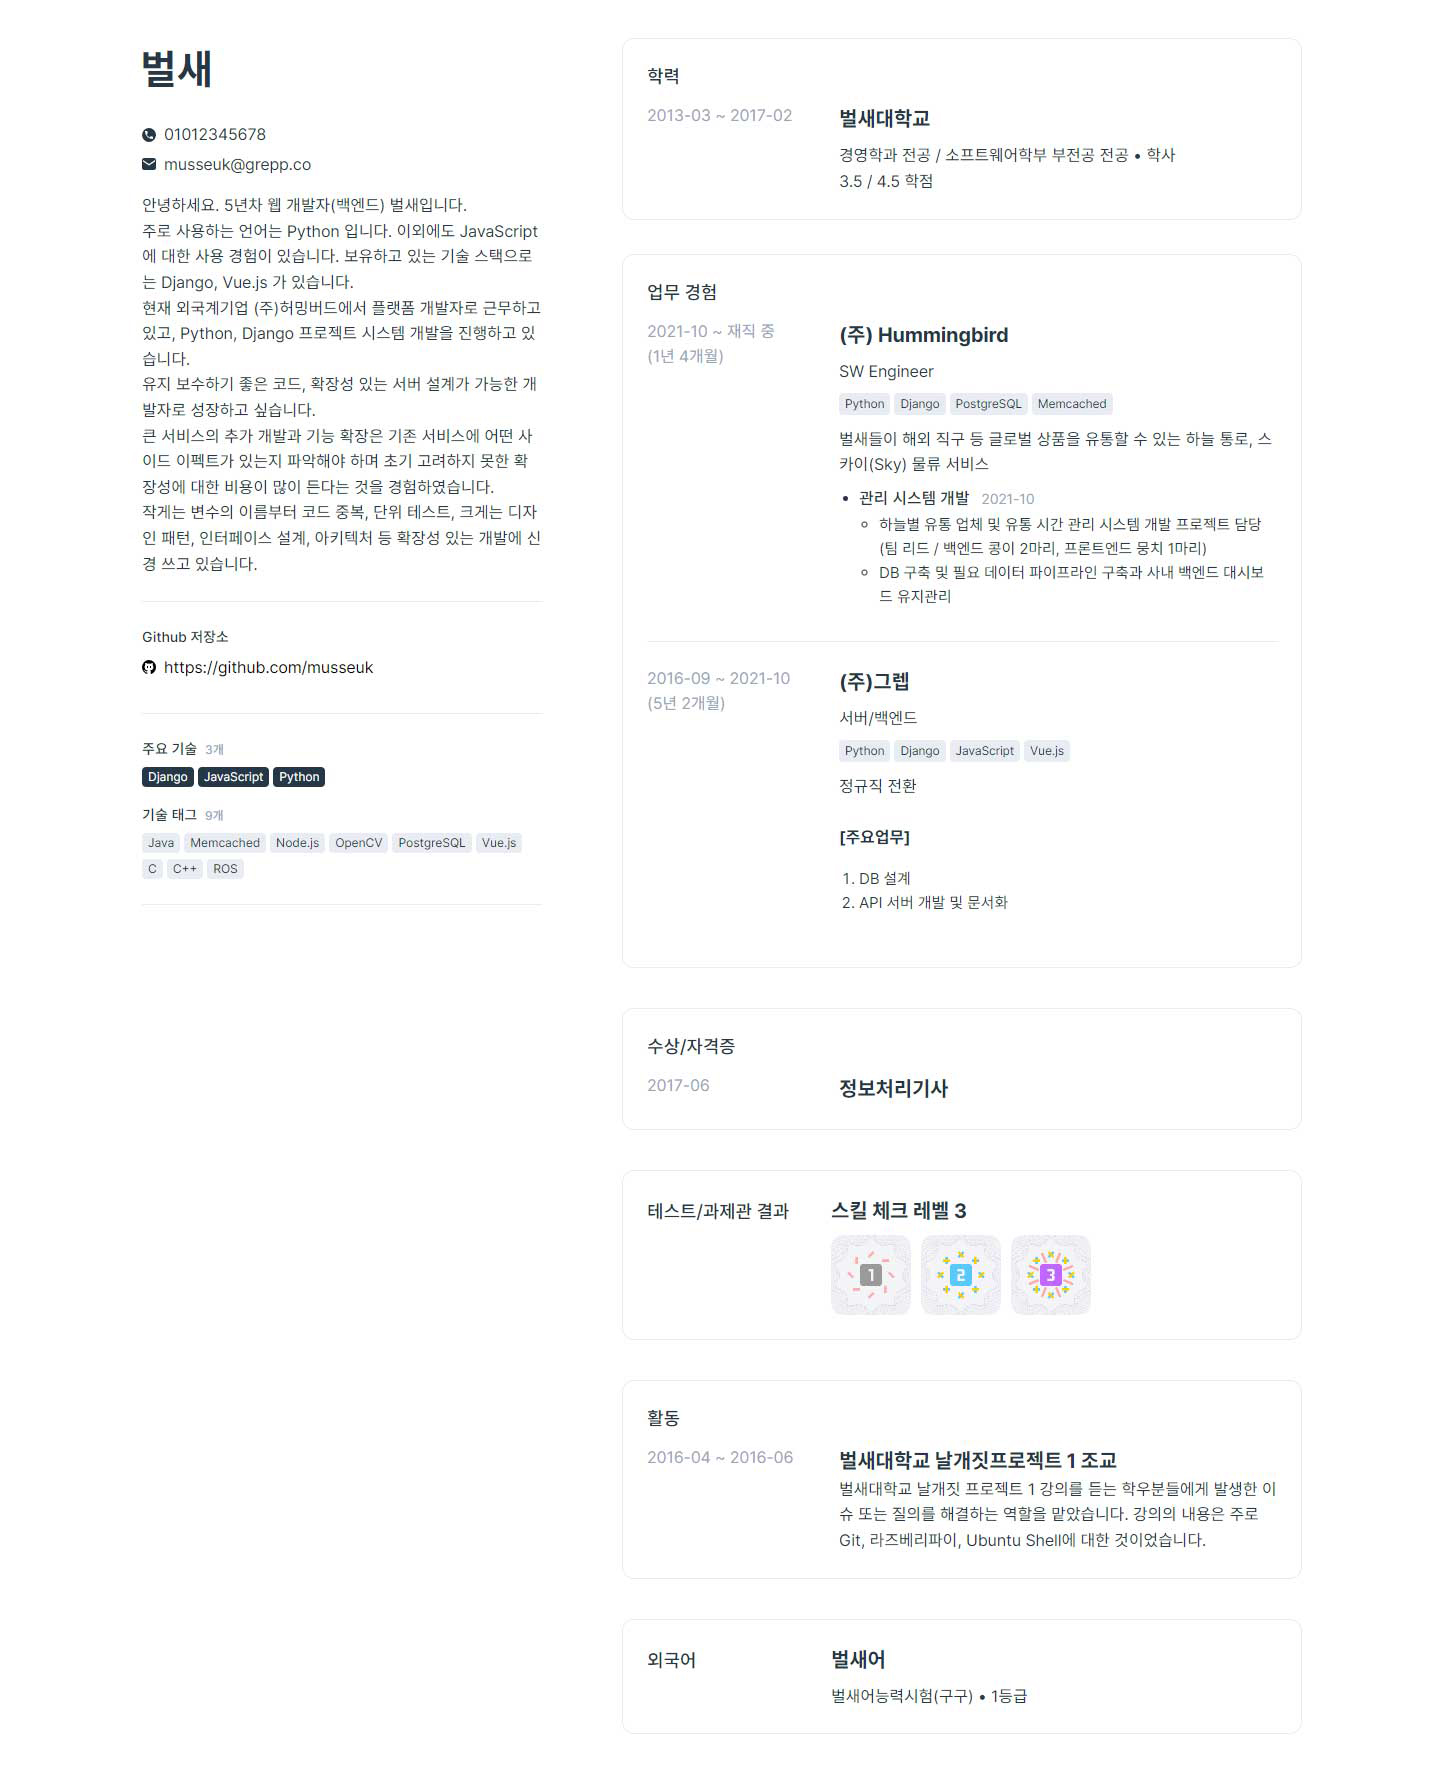 벌새
01012345678
musseuk@grepp.co
안녕하세요. 5년차 웹 개발자(백엔드) 벌새입니다.
주로 사용하는 언어는 Python 입니다. 이외에도 JavaScript
에 대한 사용 경험이 있습니다. 보유하고 있는 기술 스택으로
는 Django, Vue.js 가 있습니다.
현재 외국계기업 (주)허밍버드에서 플랫폼 개발자로 근무하고
있고, Python, Django 프로젝트 시스템 개발을 진행하고 있
습니다.
유지 보수하기 좋은 코드, 확장성 있는 서버 설계가 가능한 개
발자로 성장하고 싶습니다.
큰 서비스의 추가 개발과 기능 확장은 기존 서비스에 어떤 사
이드 이펙트가 있는지 파악해야 하며 초기 고려하지 못한 확
장성에 대한 비용이 많이 든다는 것을 경험하였습니다.
작게는 변수의 이름부터 코드 중복, 단위 테스트, 크게는 디자
인 패턴, 인터페이스 설계, 아키텍처 등 확장성 있는 개발에 신
경 쓰고 있습니다.
Github 저장소
https://github.com/musseuk
주요 기술 3개
Django JavaScript Python
기술 태그 9개
Java Memcached Node.js OpenCV PostgreSQL Vue.js
C C++ ROS
학력
2013-03 ~ 2017-02
벌새대학교
경영학과 전공 / 소프트웨어학부 부전공 전공 • 학사
3.5 / 4.5 학점
업무 경험
2021-10 ~ 재직 중
(1년 4개월)
(주) Hummingbird
SW Engineer
Python Django PostgreSQL Memcached
벌새들이 해외 직구 등 글로벌 상품을 유통할 수 있는 하늘 통로, 스
카이(Sky) 물류 서비스
• 관리 시스템 개발 2021-10
◦ 하늘별 유통 업체 및 유통 시간 관리 시스템 개발 프로젝트 담당
(팀 리드 / 백엔드 콩이 2마리, 프론트엔드 뭉치 1마리)
◦ DB 구축 및 필요 데이터 파이프라인 구축과 사내 백엔드 대시보
드 유지관리
2016-09 ~ 2021-10
(5년 2개월)
(주)그렙
서버/백엔드
Python Django JavaScript Vue.js
정규직 전환
[주요업무]
1. DB 설계
2. API 서버 개발 및 문서화
수상/자격증
2017-06
정보처리기사
테스트/과제관 결과
스킬 체크 레벨 3
1 2 3
활동
2016-04 ~ 2016-06
벌새대학교 날개짓프로젝트 1 조교
벌새대학교 날개짓 프로젝트 1 강의를 듣는 학우분들에게 발생한 이
슈 또는 질의를 해결하는 역할을 맡았습니다. 강의의 내용은 주로
Git, 라즈베리파이, Ubuntu Shell에 대한 것이었습니다.
외국어
벌새어
벌새어능력시험(구구) • 1등급